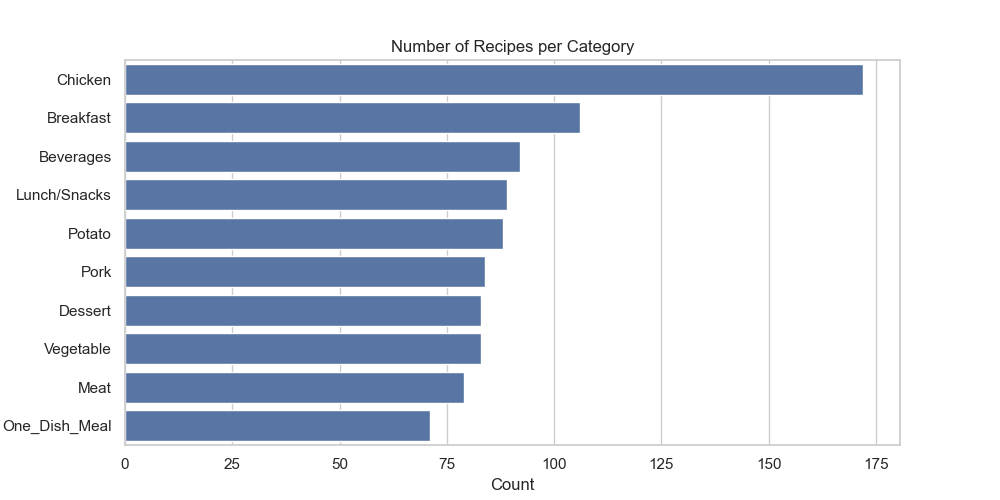 Number of Recipes per Category
Chicken
Breakfast
Beverages
Lunch/Snacks
Potato
Pork
Dessert
Vegetable
Meat
One_Dish_Meal
0 25 50 75 100 125 150 175
Count